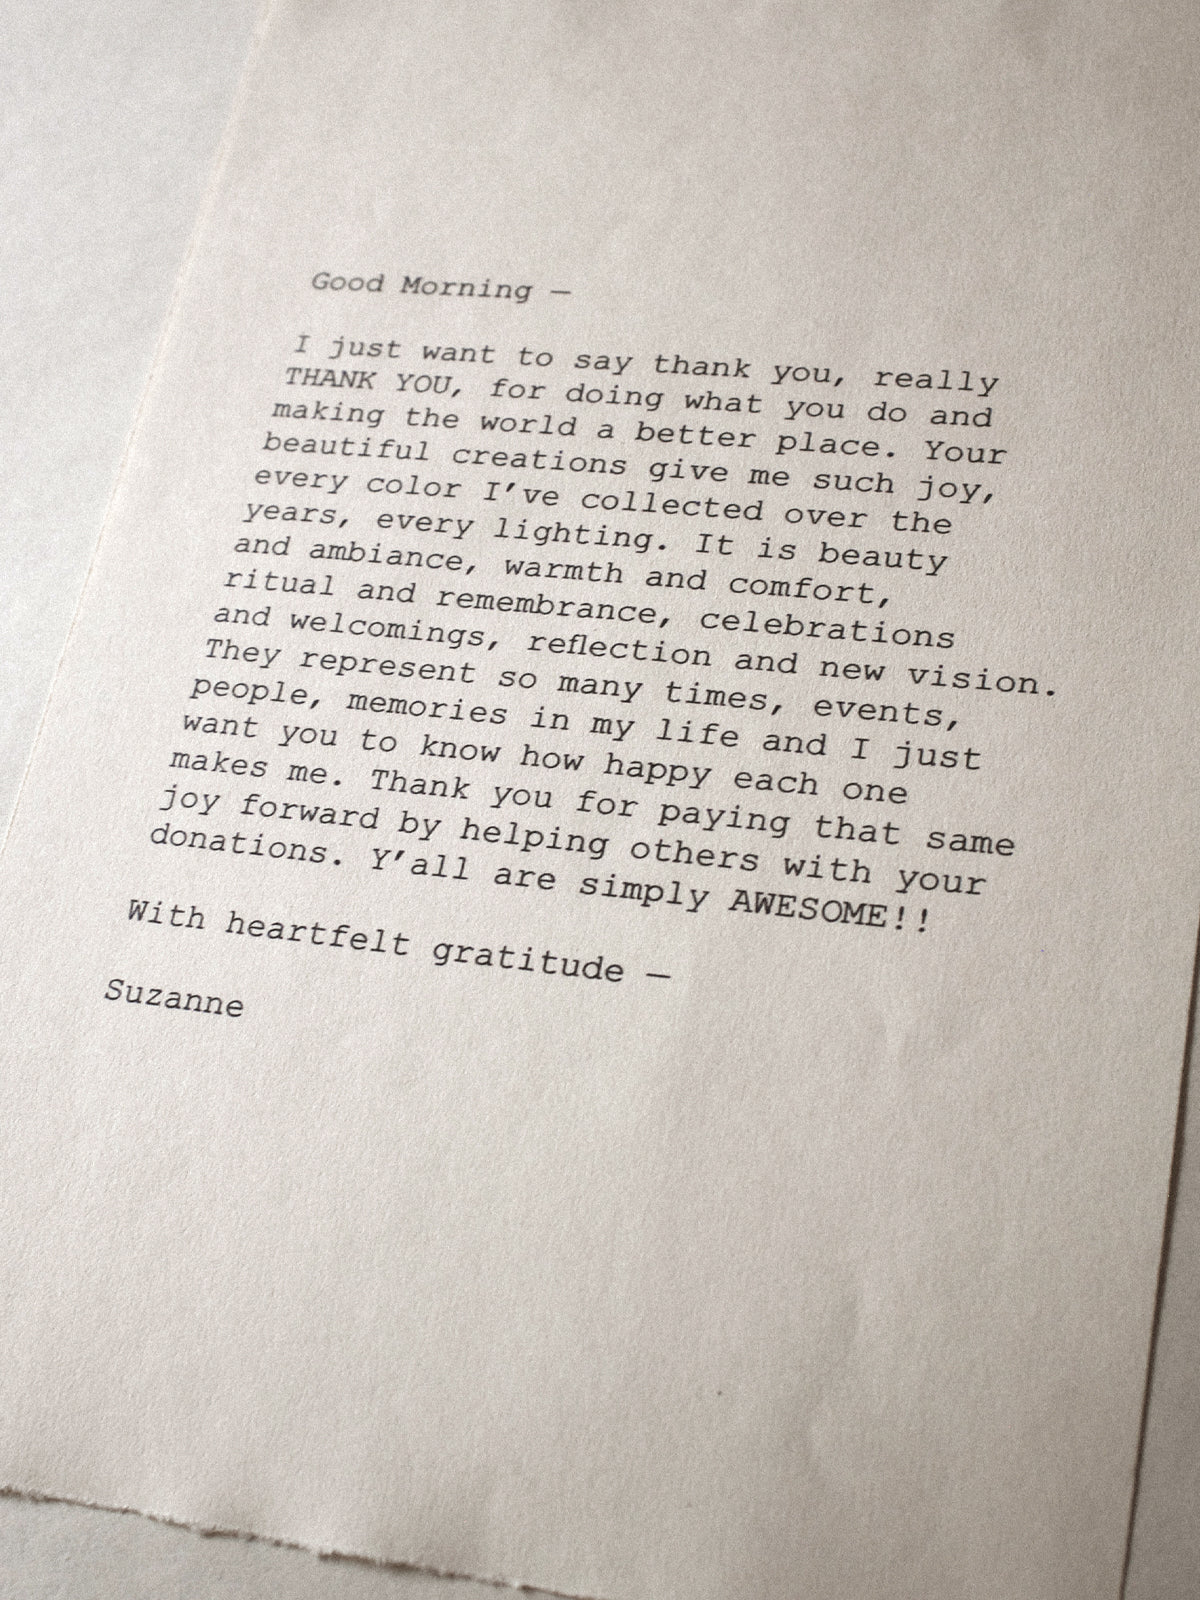 Good Morning —
I just want to say thank you, really
THANK YOU, for doing what you do and
making the world a better place. Your
beautiful creations give me such joy,
every color I’ve collected over the
years, every lighting. It is beauty
and ambiance, warmth and comfort,
ritual and remembrance, celebrations
and welcomings, reflection and new vision.
They represent so many times, events,
people, memories in my life and I just
want you to know how happy each one
makes me. Thank you for paying that same
joy forward by helping others with your
donations. Y’all are simply AWESOME!!
With heartfelt gratitude —
Suzanne